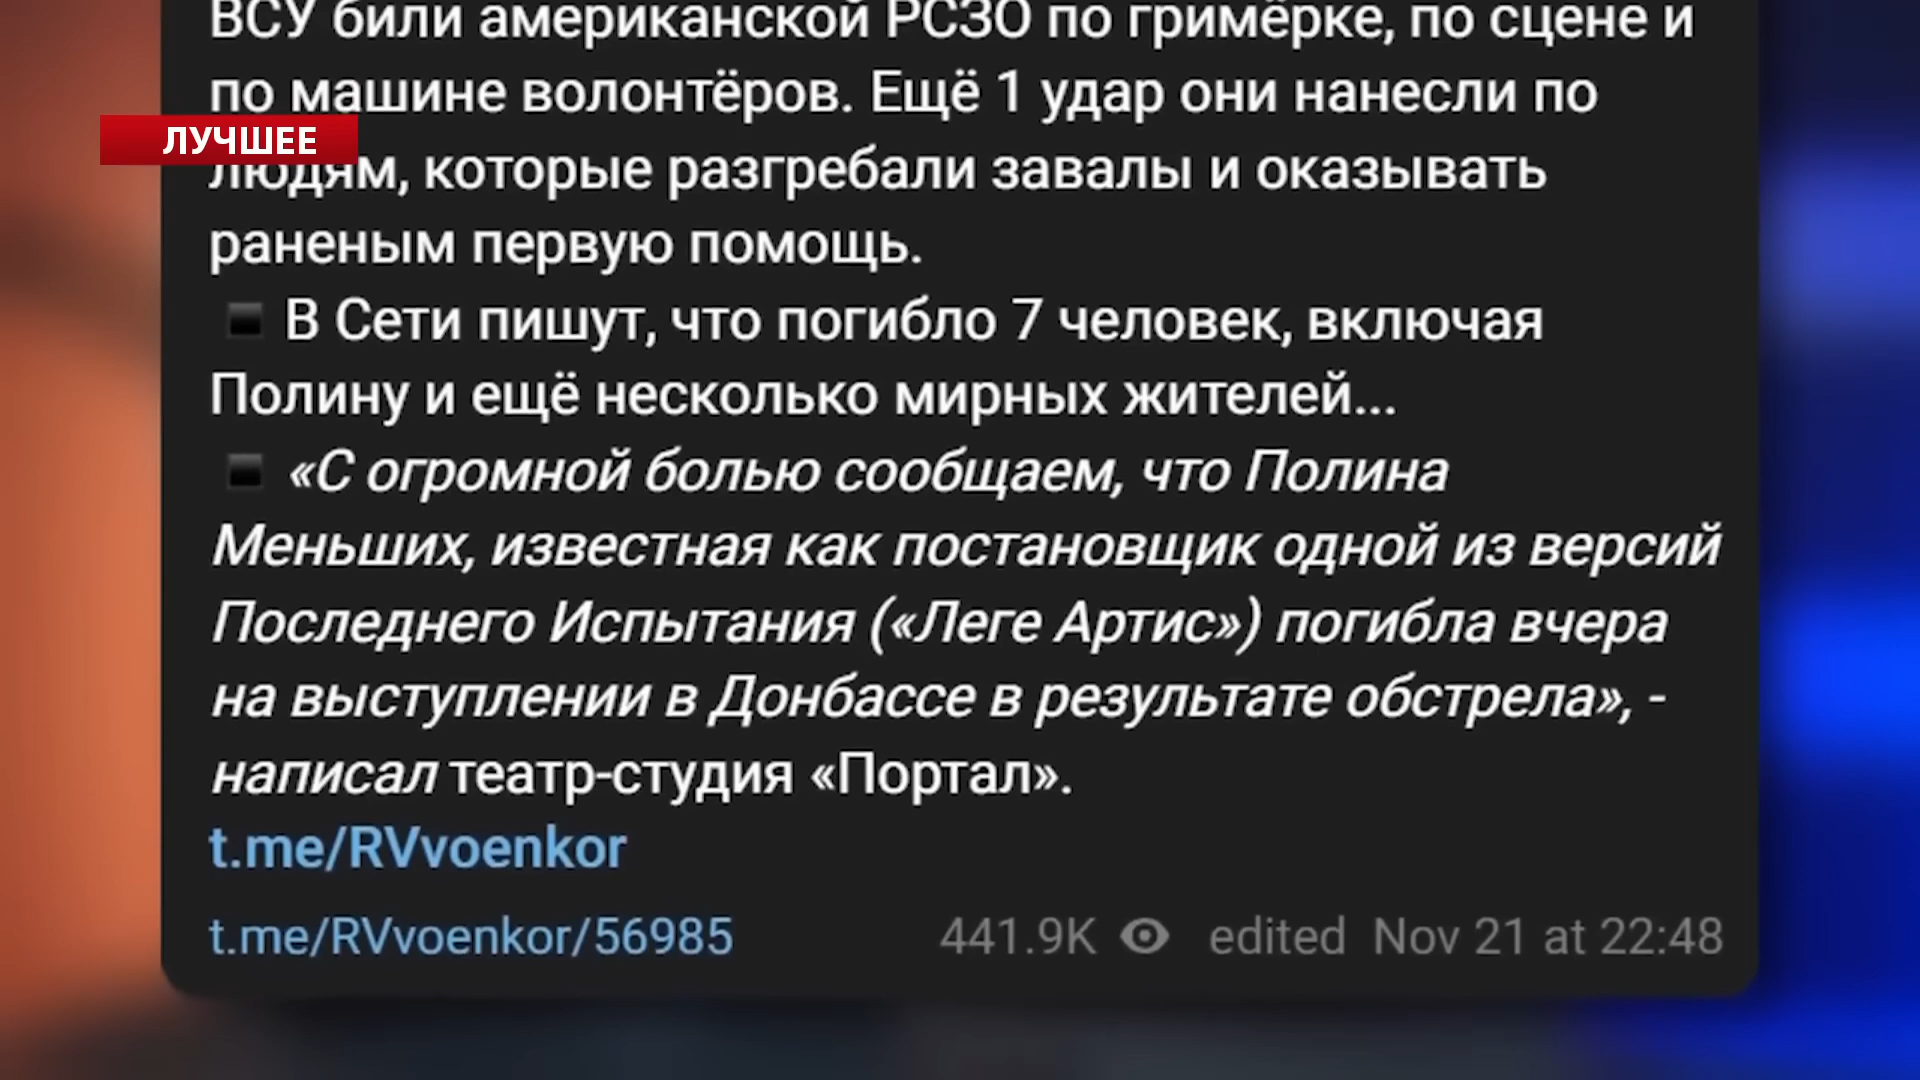 ВСУ били американской РСЗО по гримёрке, по сцене и
по машине волонтёров. Ещё 1 удар они нанесли по
ЛУЧШЕЕ
людям, которые разгребали завалы и оказывать
раненым первую помощь.
В Сети пишут, что погибло 7 человек, включая
Полину и ещё несколько мирных жителей...
«С огромной болью сообщаем, что Полина
Меньших, известная как постановщик одной из версий
Последнего Испытания («Леге Артис») погибла вчера
на выступлении в Донбассе в результате обстрела», -
написал театр-студия «Портал».
t.me/RVvoenkor
t.me/RVvoenkor/56985 441.9K edited Nov 21 at 22:48